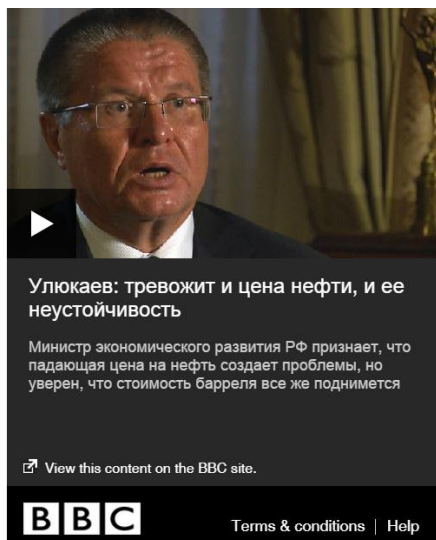 Улюкаев: тревожит и цена нефти, и ее
неустойчивость
Министр экономического развития РФ признает, что
падающая цена на нефть создает проблемы, но
уверен, что стоимость барреля все же поднимется
View this content on the BBC site.
BBC
Terms & conditions | Help